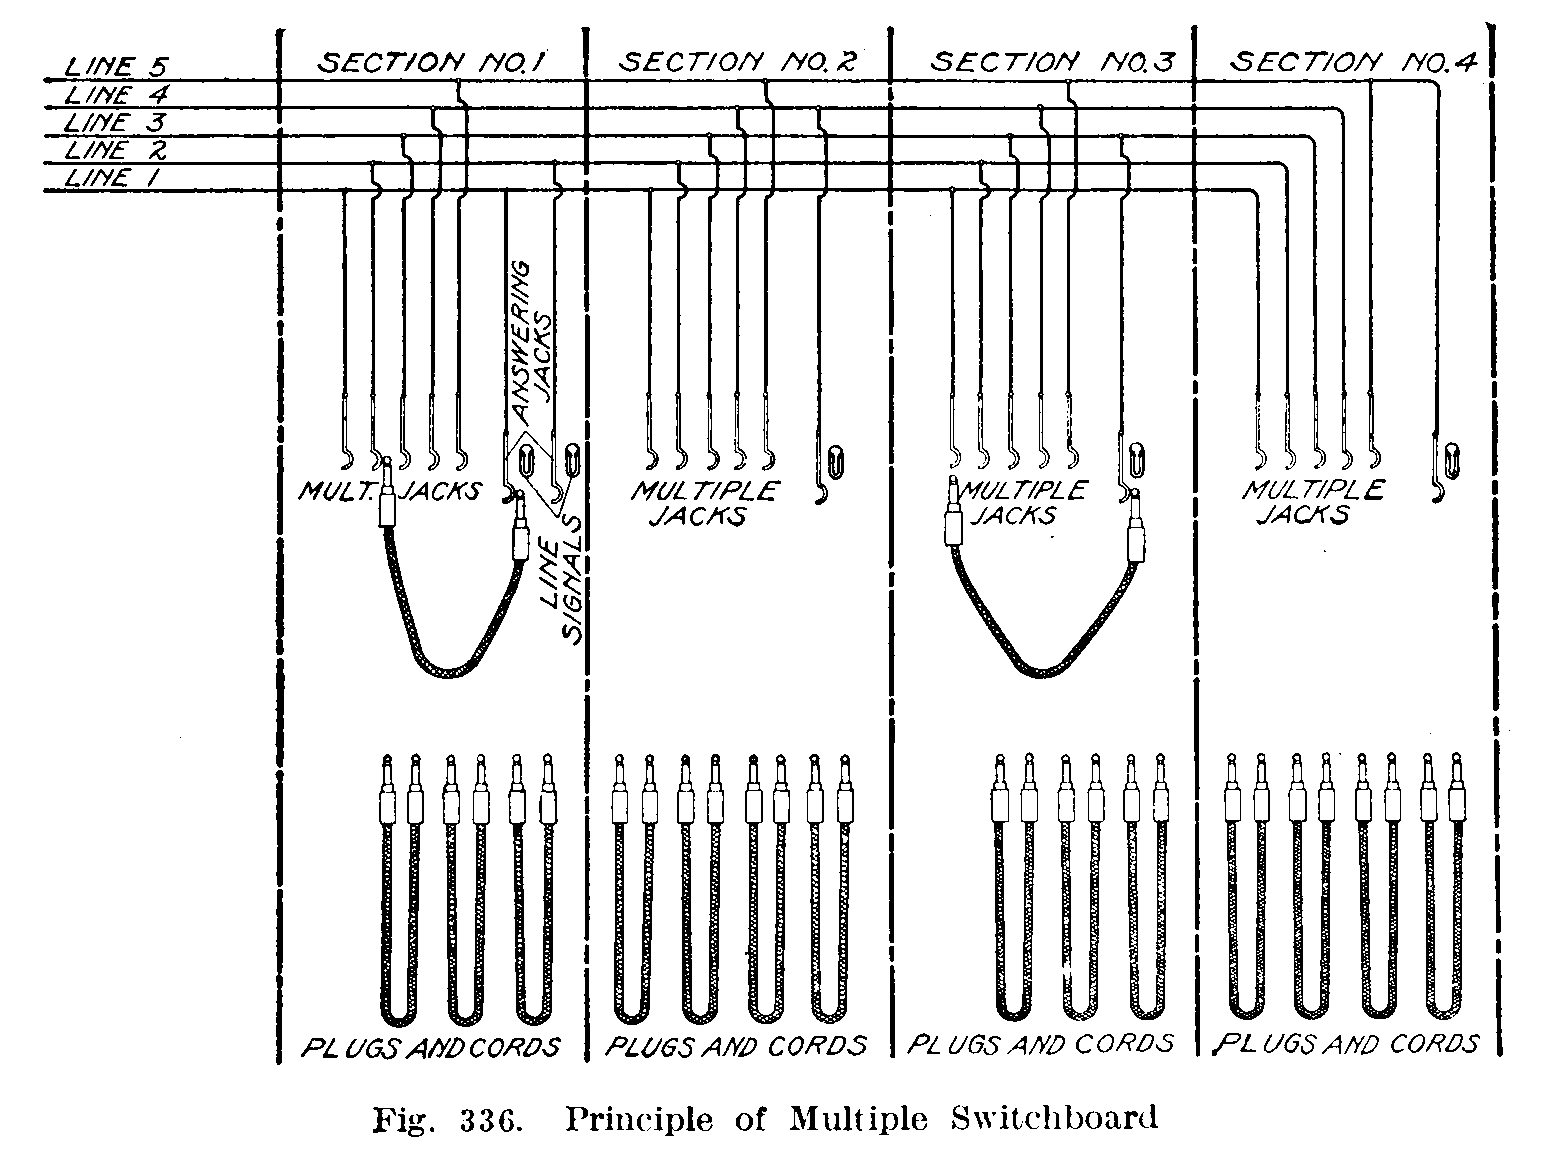 SECTION NO.1 SECTION NO.2 SECTION NO.3 SECTION NO.4
LINE 5
LINE 4
LINE 3
LINE 2
LINE 1
ANSWERING
JACKS
MULT. JACKS
LINE
SIGNALS
MULTIPLE
JACKS
MULTIPLE
JACKS
MULTIPLE
JACKS
PLUGS AND CORDS PLUGS AND CORDS PLUGS AND CORDS PLUGS AND CORDS
Fig. 336. Principle of Multiple Switchboard